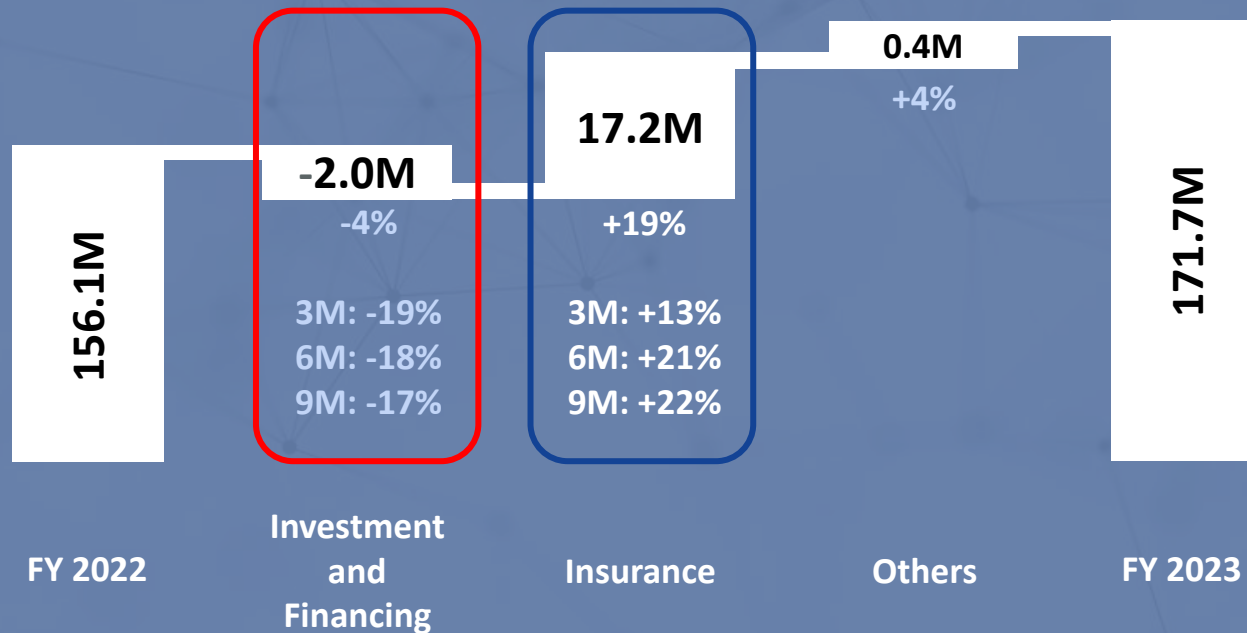 156.1M
-2.0M
-4%
3M: -19%
6M: -18%
9M: -17%
17.2M
+19%
3M: +13%
6M: +21%
9M: +22%
0.4M
+4%
171.7M
FY 2022
Investment
and
Financing
Insurance
Others
FY 2023